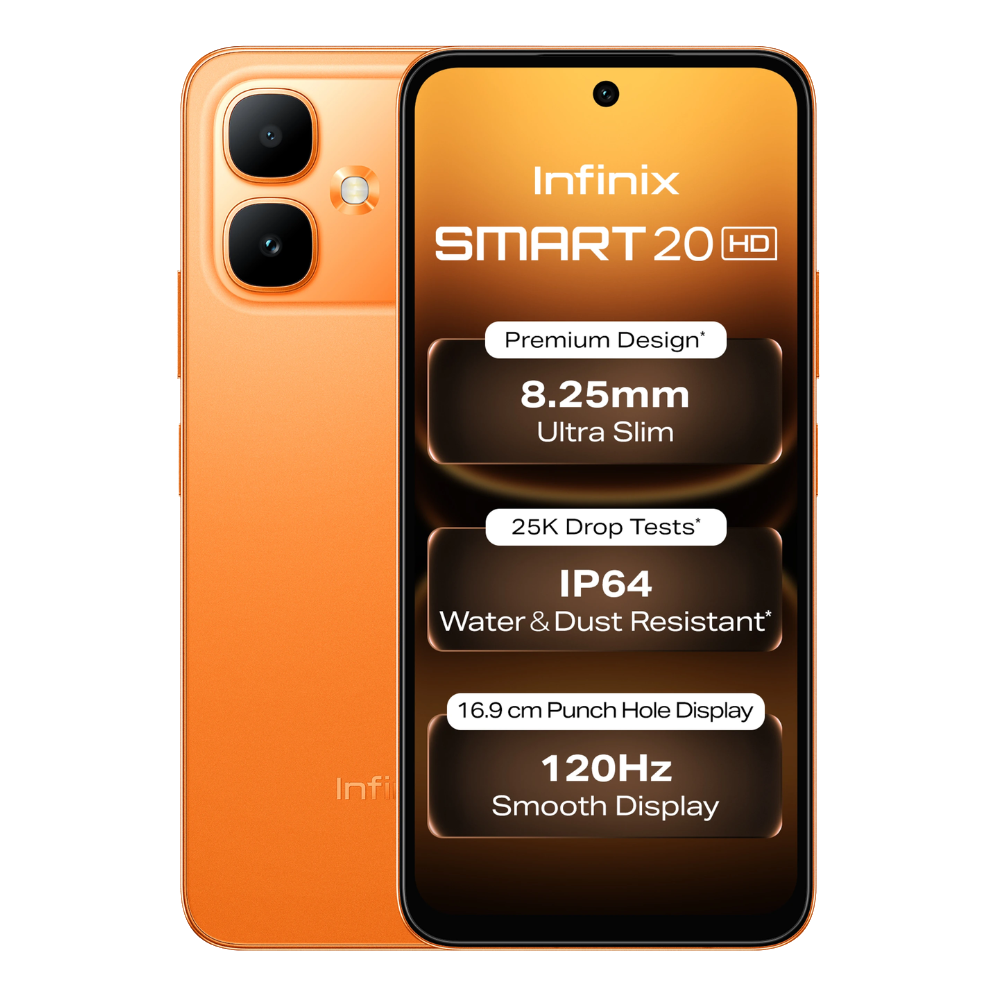 Infinix
SMART 20 HD
Premium Design*
8.25mm
Ultra Slim
25K Drop Tests*
IP64
Water & Dust Resistant*
16.9 cm Punch Hole Display
120Hz
Smooth Display
Infi